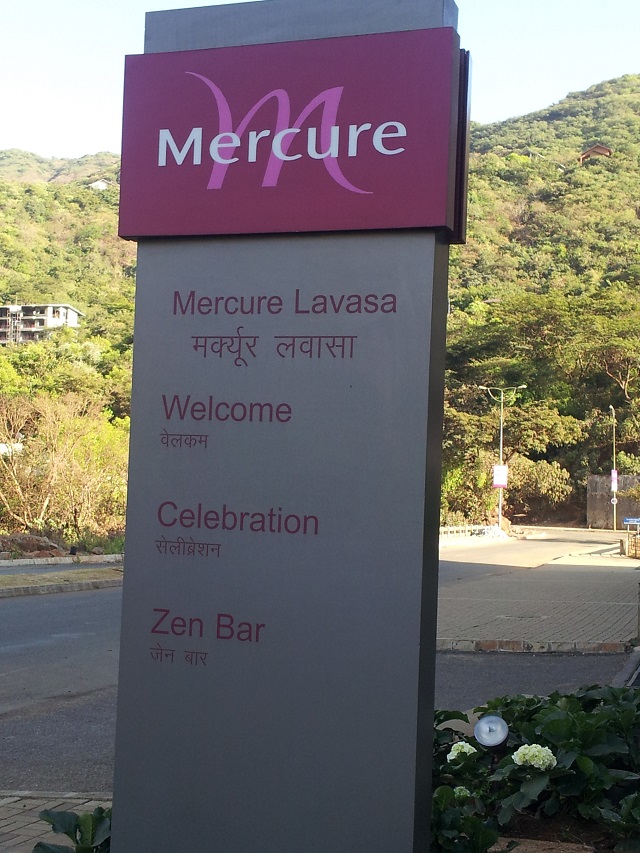 Mercure
Mercure Lavasa
मर्क्यूर लवासा
Welcome
वेलकम
Celebration
सेलीब्रेशन
Zen Bar
जेन बार